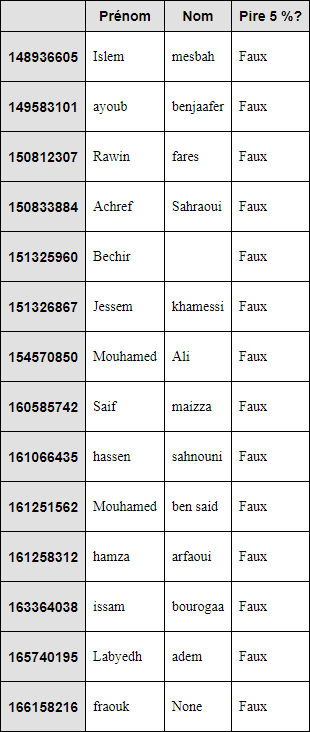 Prénom Nom Pire 5 %?
148936605 Islem mesbah Faux
149583101 ayoub benjaafer Faux
150812307 Rawin fares Faux
150833884 Achref Sahraoui Faux
151325960 Bechir Faux
151326867 Jessem khamessi Faux
154570850 Mouhamed Ali Faux
160585742 Saif maizza Faux
161066435 hassen sahnouni Faux
161251562 Mouhamed ben said Faux
161258312 hamza arfaoui Faux
163364038 issam bourogaa Faux
165740195 Labyedh adem Faux
166158216 fraouk None Faux